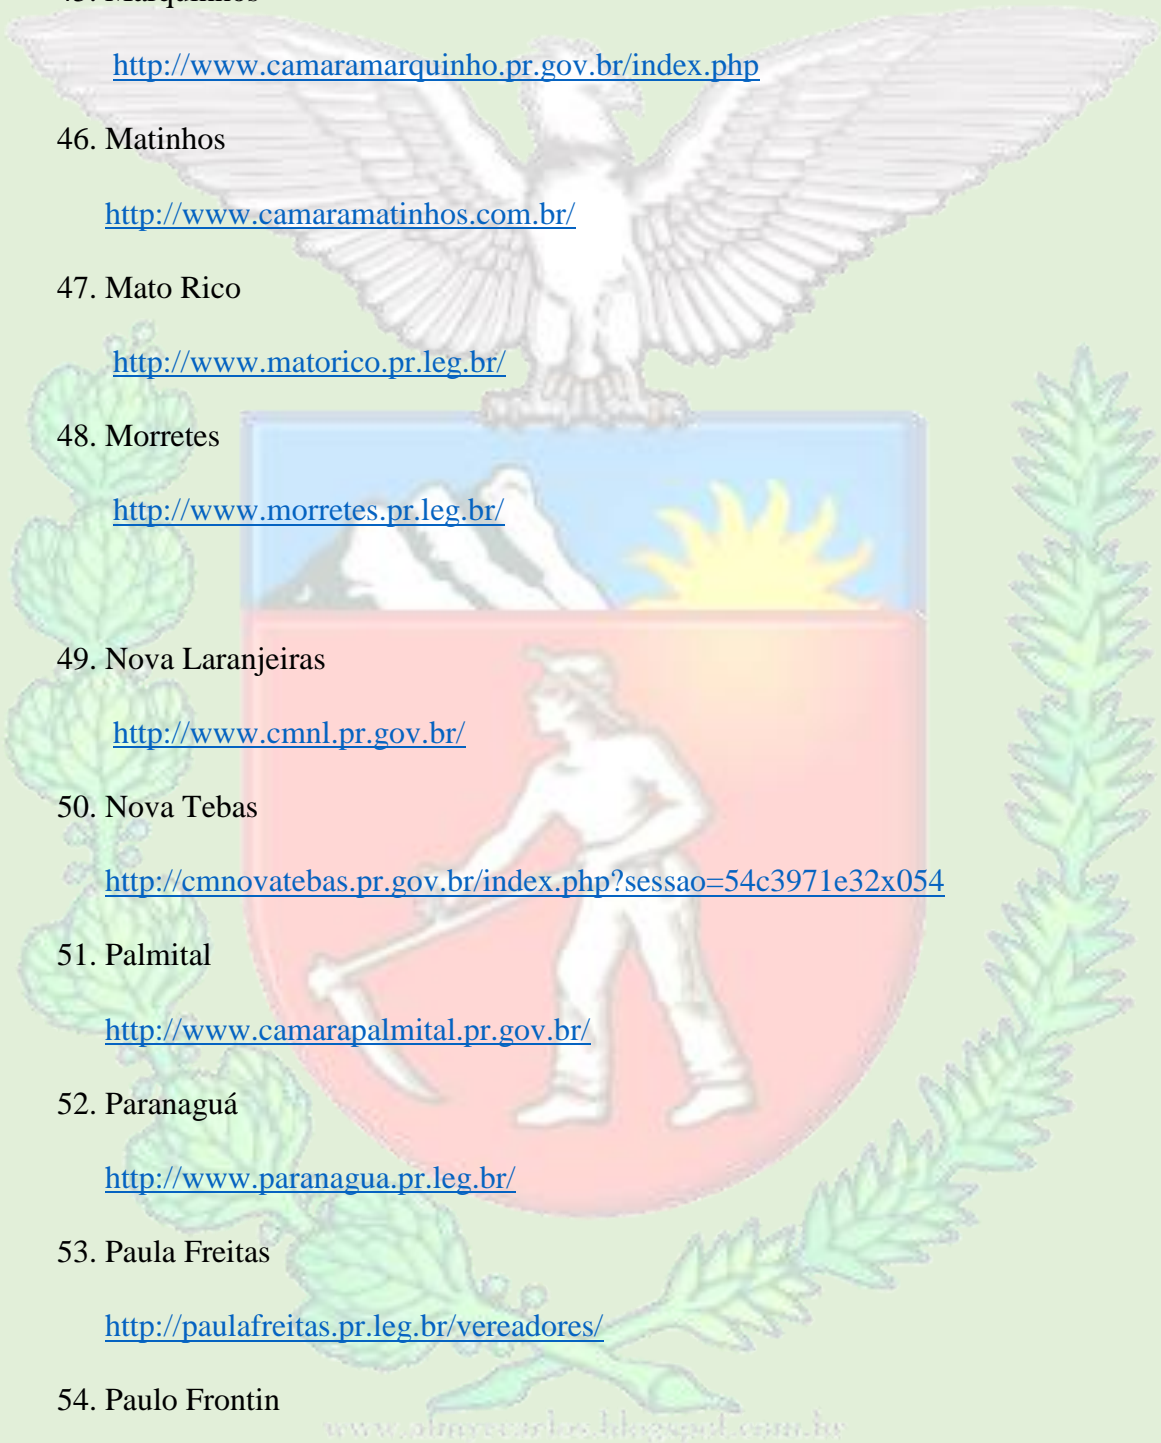 45. Marquinhos
http://www.camaramarquinho.pr.gov.br/index.php
46. Matinhos
http://www.camaramatinhos.com.br/
47. Mato Rico
http://www.matorico.pr.leg.br/
48. Morretes
http://www.morretes.pr.leg.br/
49. Nova Laranjeiras
http://www.cmnl.pr.gov.br/
50. Nova Tebas
http://cmnovatebas.pr.gov.br/index.php?sessao=54c3971e32x054
51. Palmital
http://www.camarapalmital.pr.gov.br/
52. Paranaguá
http://www.paranagua.pr.leg.br/
53. Paula Freitas
http://paulafreitas.pr.leg.br/vereadores/
54. Paulo Frontin